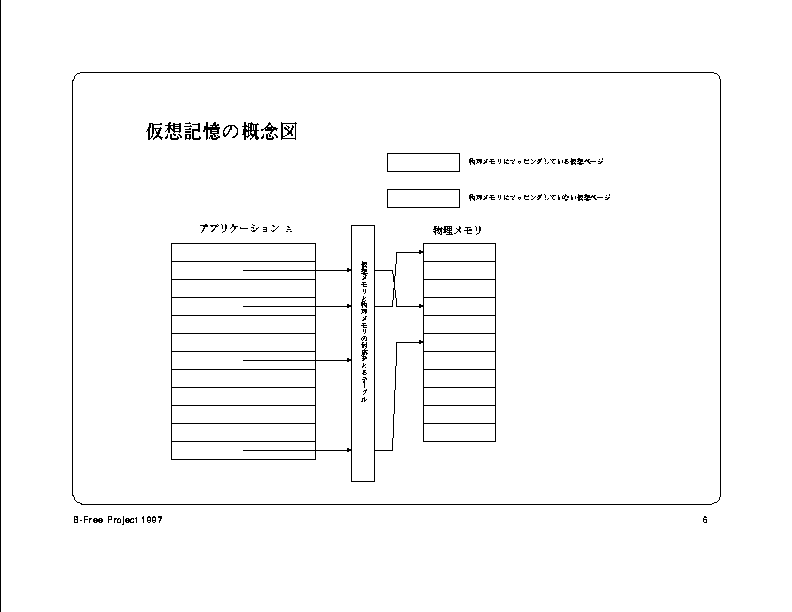 仮想記憶の概念図
物理メモリにマッピングしている仮想ページ
物理メモリにマッピングしていない仮想ページ
アプリケーション A
物理メモリ
仮想メモリと物理メモリの対応をとるテーブル
B-Free Project 1997
6